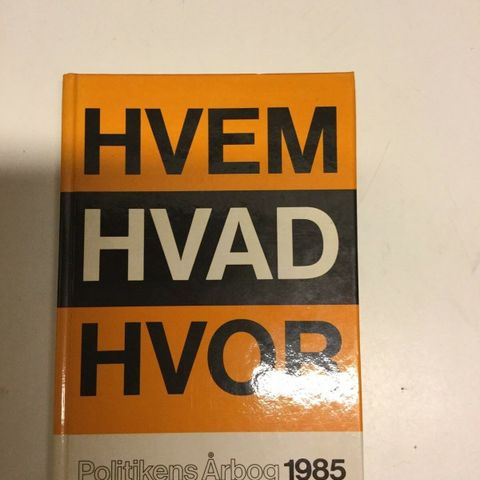 HVEM
HVAD
HVOR
Politikens Årbog 1985